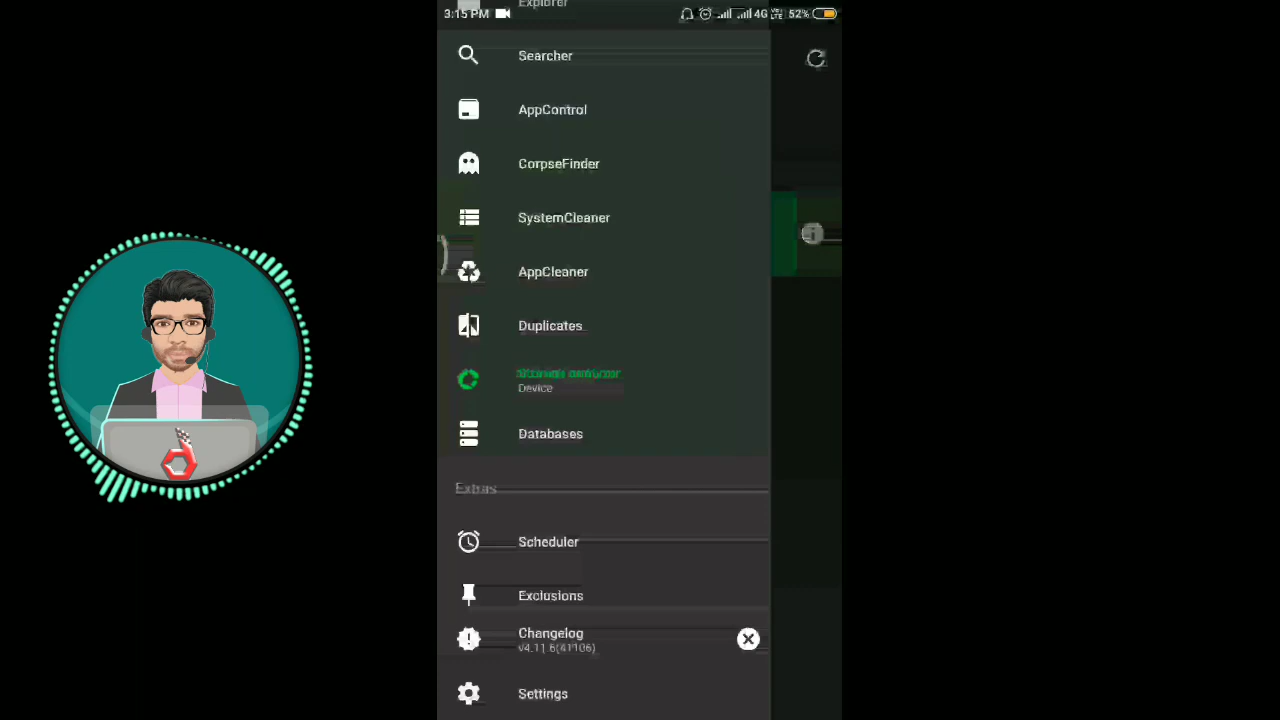 Explorer
3:15 PM 4G VoLTE 52%
Searcher
AppControl
CorpseFinder
SystemCleaner
AppCleaner
Duplicates
Device
Databases
Extras
Scheduler
Exclusions
Changelog
v4.11.6(41106)
Settings